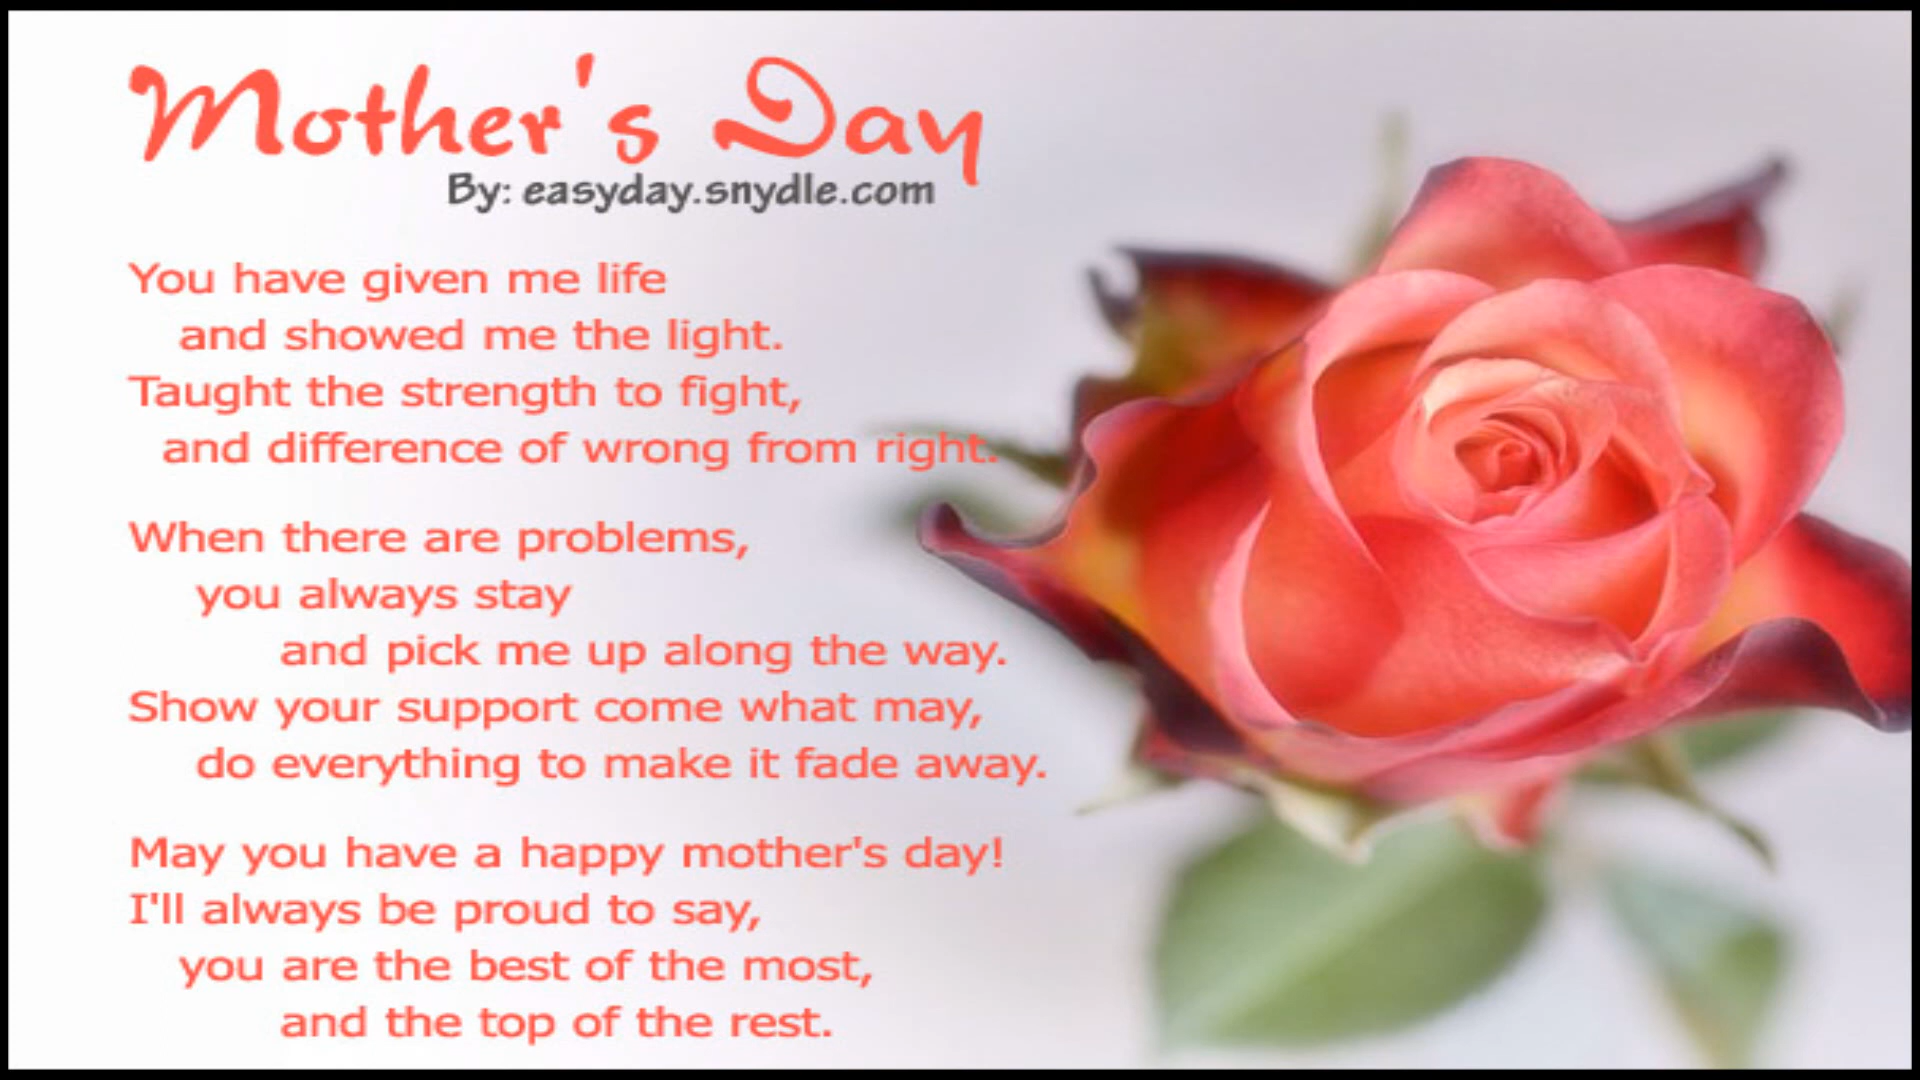 Mother's Day
By: easyday.snydle.com
You have given me life
and showed me the light.
Taught the strength to fight,
and difference of wrong from right.
When there are problems,
you always stay
and pick me up along the way.
Show your support come what may,
do everything to make it fade away.
May you have a happy mother's day!
I'll always be proud to say,
you are the best of the most,
and the top of the rest.